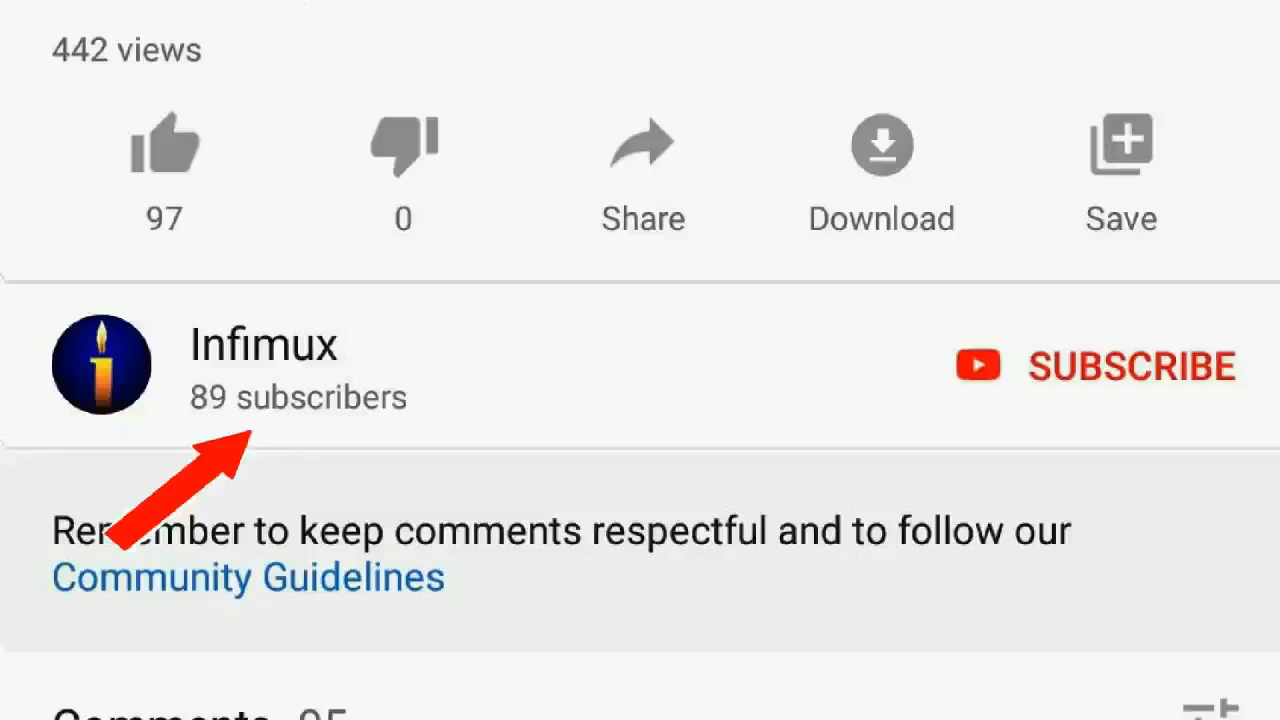 442 views
97
0
Share
Download
Save
Infimux
89 subscribers
SUBSCRIBE
Remember to keep comments respectful and to follow our
Community Guidelines
Comments